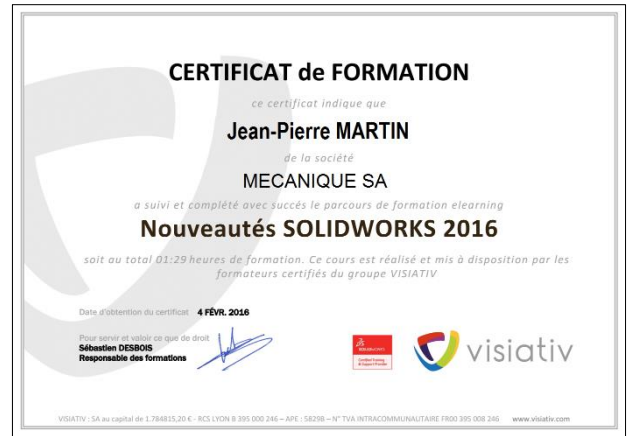 CERTIFICAT de FORMATION
ce certificat indique que
Jean-Pierre MARTIN
de la société
MECANIQUE SA
a suivi et complété avec succès le parcours de formation elearning
Nouveautés SOLIDWORKS 2016
soit au total 01:29 heures de formation. Ce cours est réalisé et mis à disposition par les
formateurs certifiés du groupe VISIATIV
Date d'obtention du certificat 4 FÉVR. 2016
Pour servir et valoir ce que de droit
Sébastien DESBOIS
Responsable des formations
SOLIDWORKS
Certified Training
& Support Provider
visiativ
VISIATIV : SA au capital de 1.784815,20 € - RCS LYON B 395 000 246 – APE : 5829B – N° TVA INTRACOMMUNAUTAIRE FR00 395 008 246 www.visiativ.com